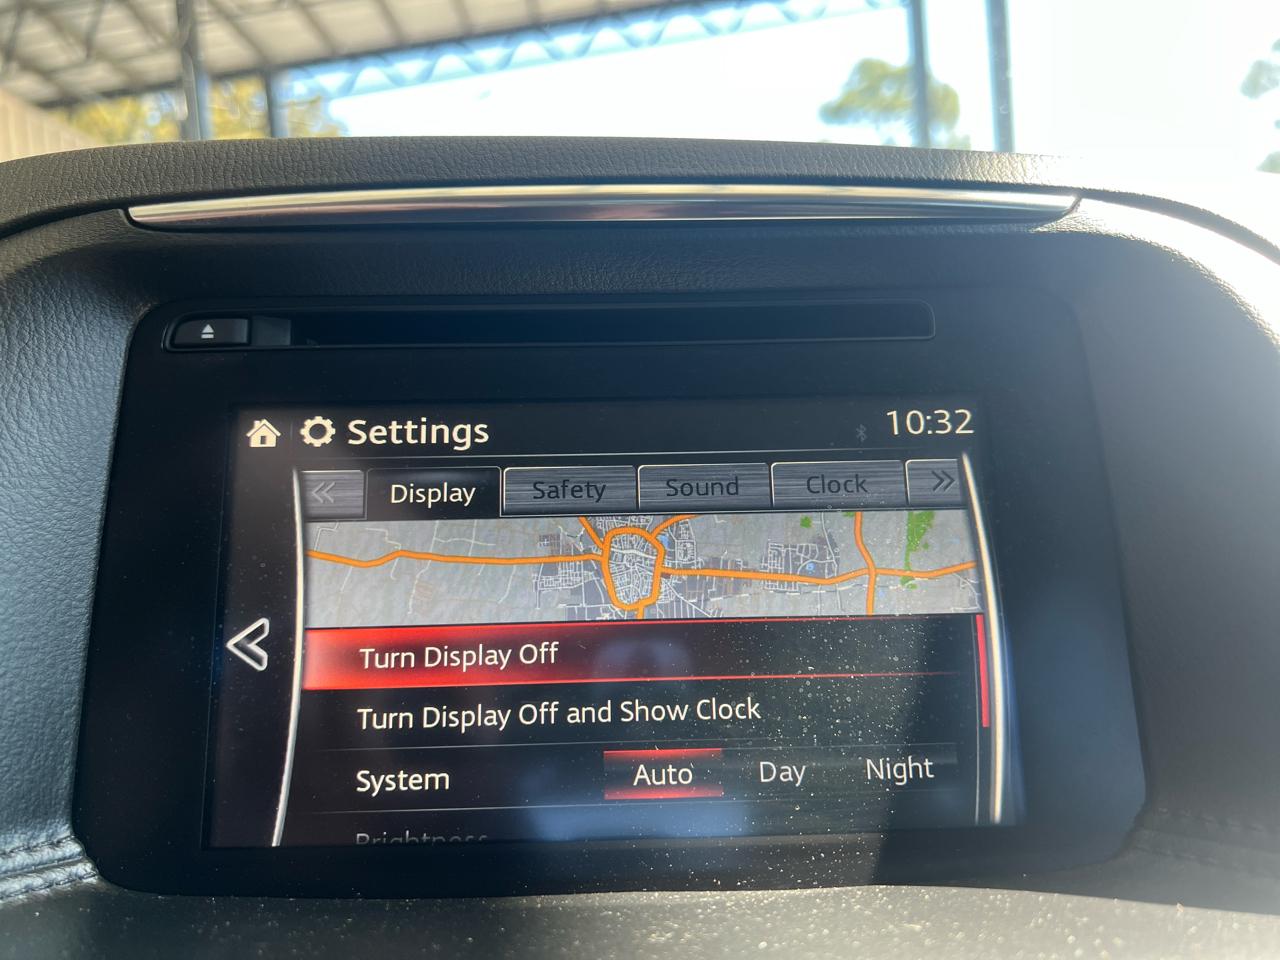 Settings 10:32
Display Safety Sound Clock
Turn Display Off
Turn Display Off and Show Clock
System Auto Day Night
Brightness